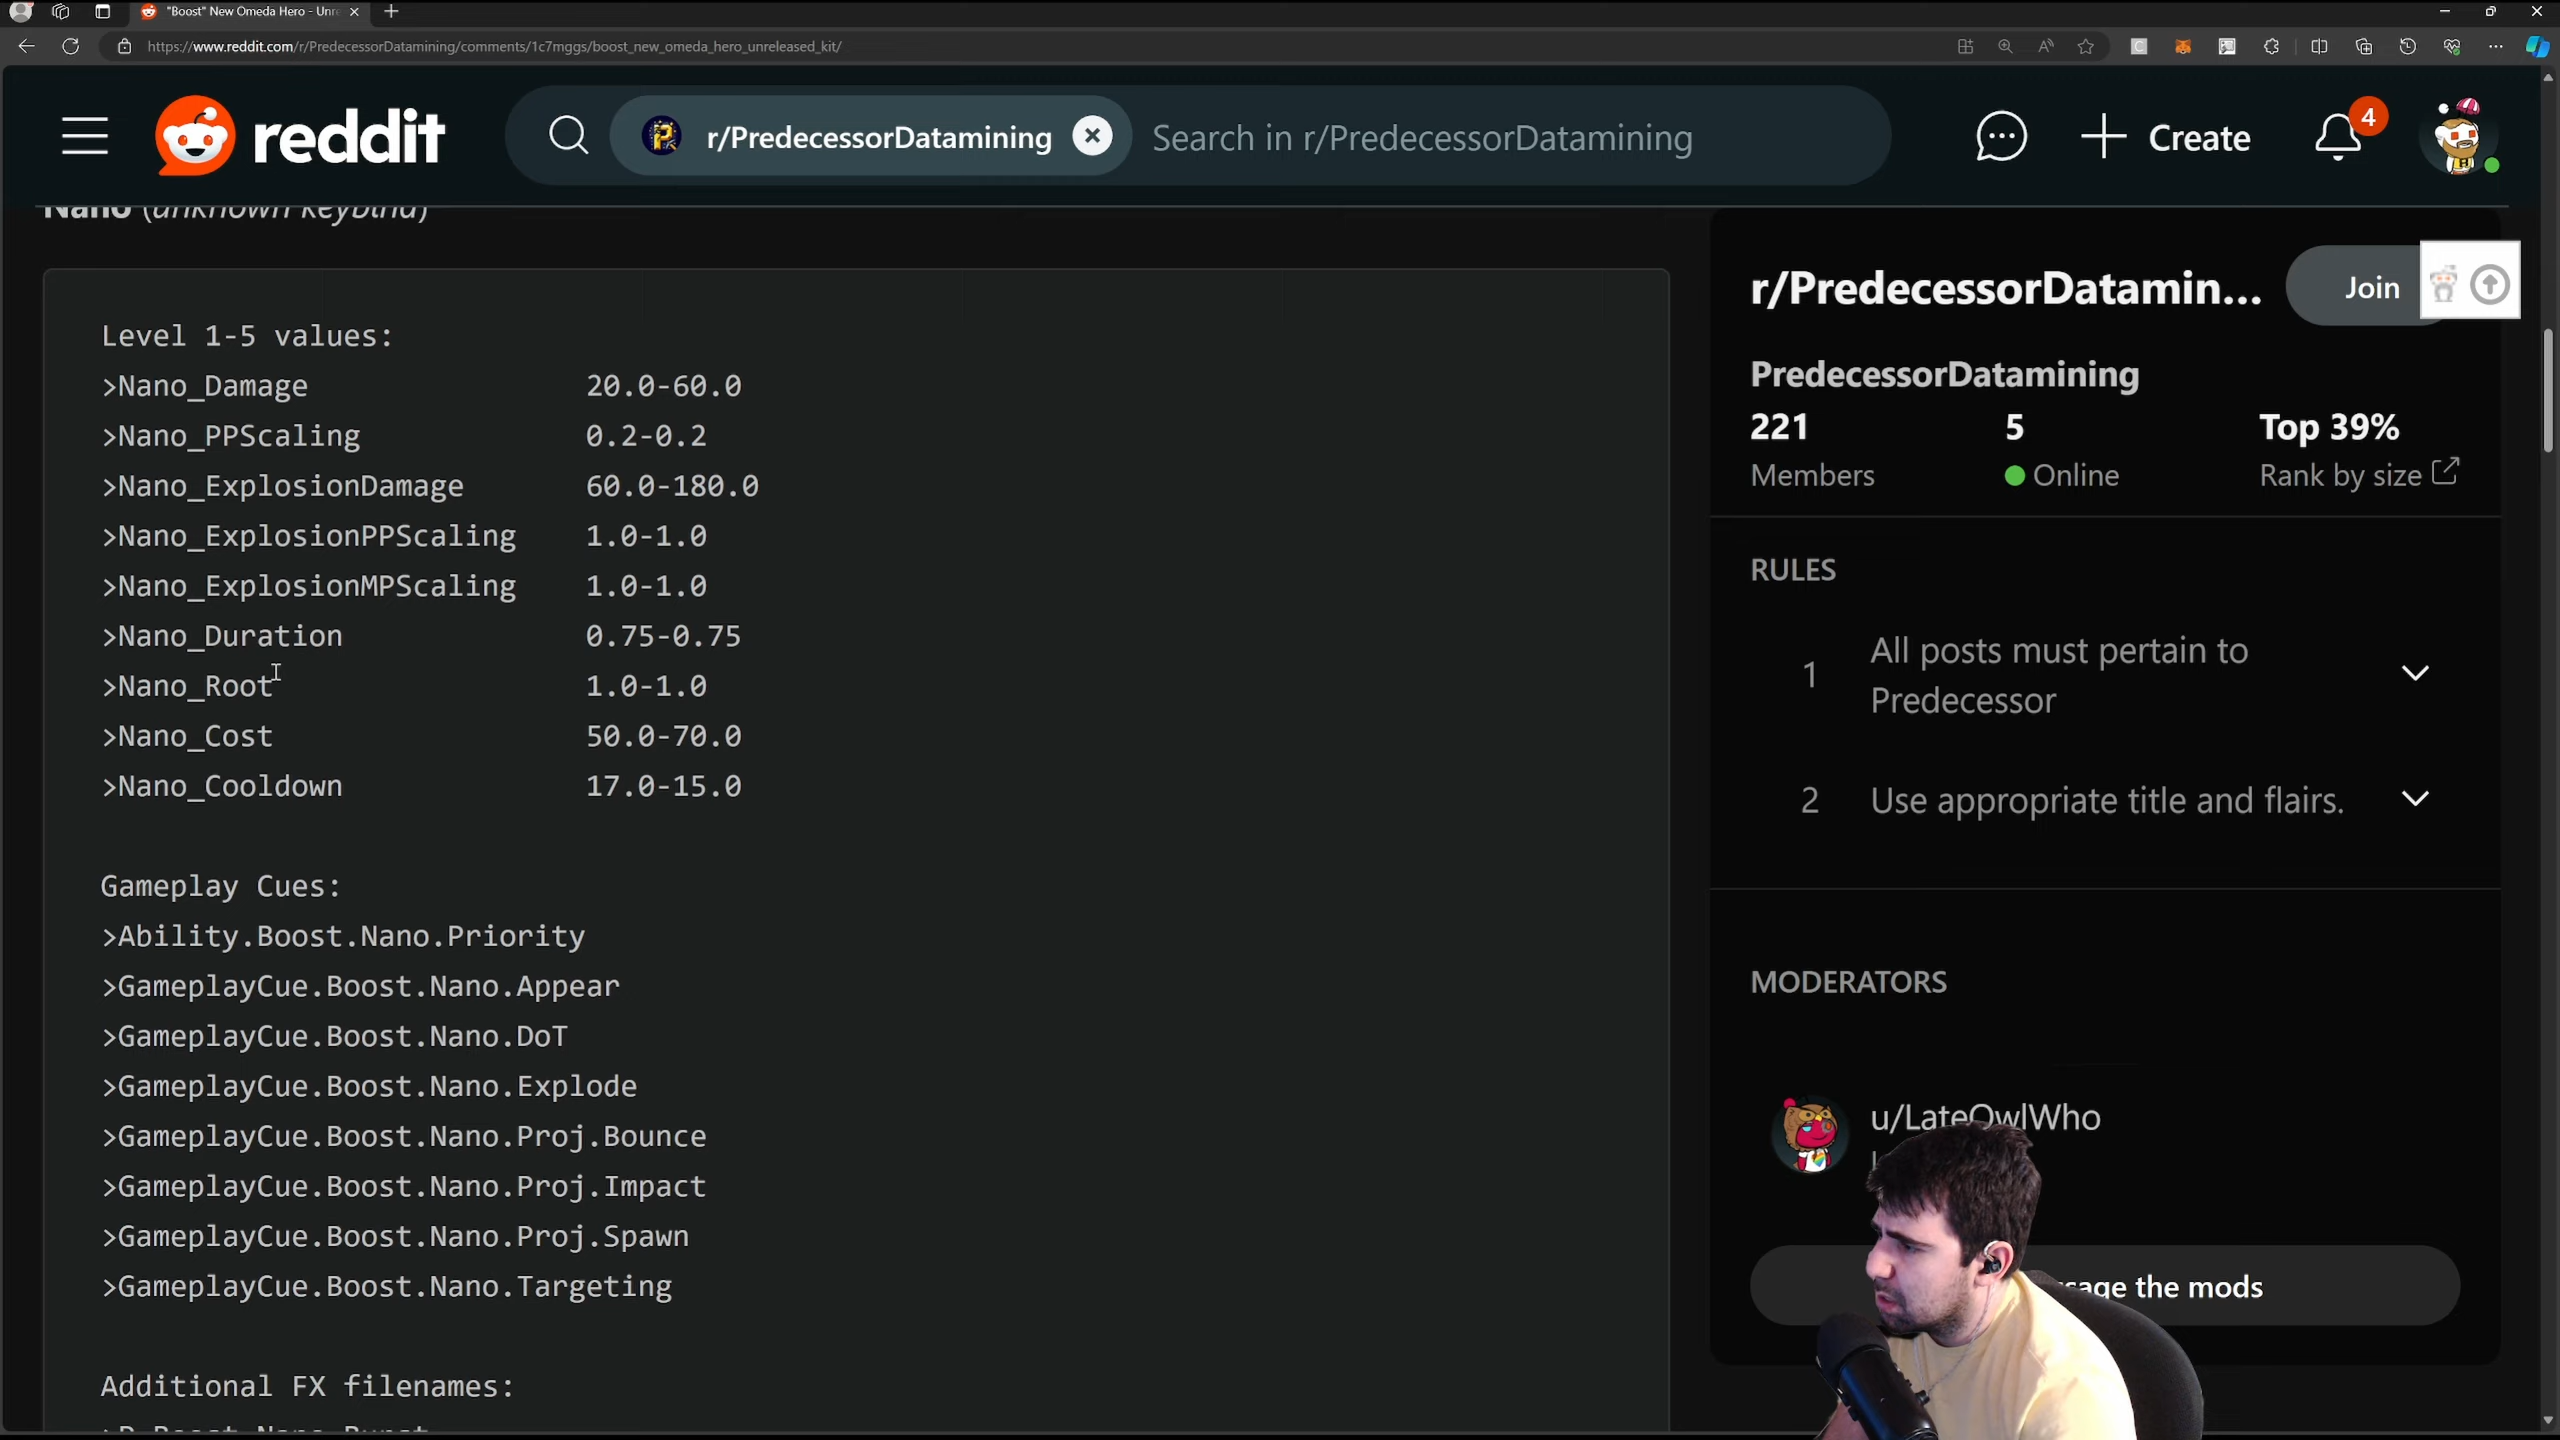 "Boost" New Omeda Hero - Unre
https://www.reddit.com/r/PredecessorDatamining/comments/1c7mggs/boost_new_omeda_hero_unreleased_kit/
reddit
r/PredecessorDatamining
Search in r/PredecessorDatamining
Create
4
Nano (unknown keybind)
Level 1-5 values:
>Nano_Damage 20.0-60.0
>Nano_PPScaling 0.2-0.2
>Nano_ExplosionDamage 60.0-180.0
>Nano_ExplosionPPScaling 1.0-1.0
>Nano_ExplosionMPScaling 1.0-1.0
>Nano_Duration 0.75-0.75
>Nano_Root 1.0-1.0
>Nano_Cost 50.0-70.0
>Nano_Cooldown 17.0-15.0
Gameplay Cues:
>Ability.Boost.Nano.Priority
>GameplayCue.Boost.Nano.Appear
>GameplayCue.Boost.Nano.DoT
>GameplayCue.Boost.Nano.Explode
>GameplayCue.Boost.Nano.Proj.Bounce
>GameplayCue.Boost.Nano.Proj.Impact
>GameplayCue.Boost.Nano.Proj.Spawn
>GameplayCue.Boost.Nano.Targeting
Additional FX filenames:
r/PredecessorDatamin...
Join
PredecessorDatamining
221 5 Top 39%
Members Online Rank by size
RULES
1 All posts must pertain to
Predecessor
2 Use appropriate title and flairs.
MODERATORS
u/LateOwlWho
sage the mods